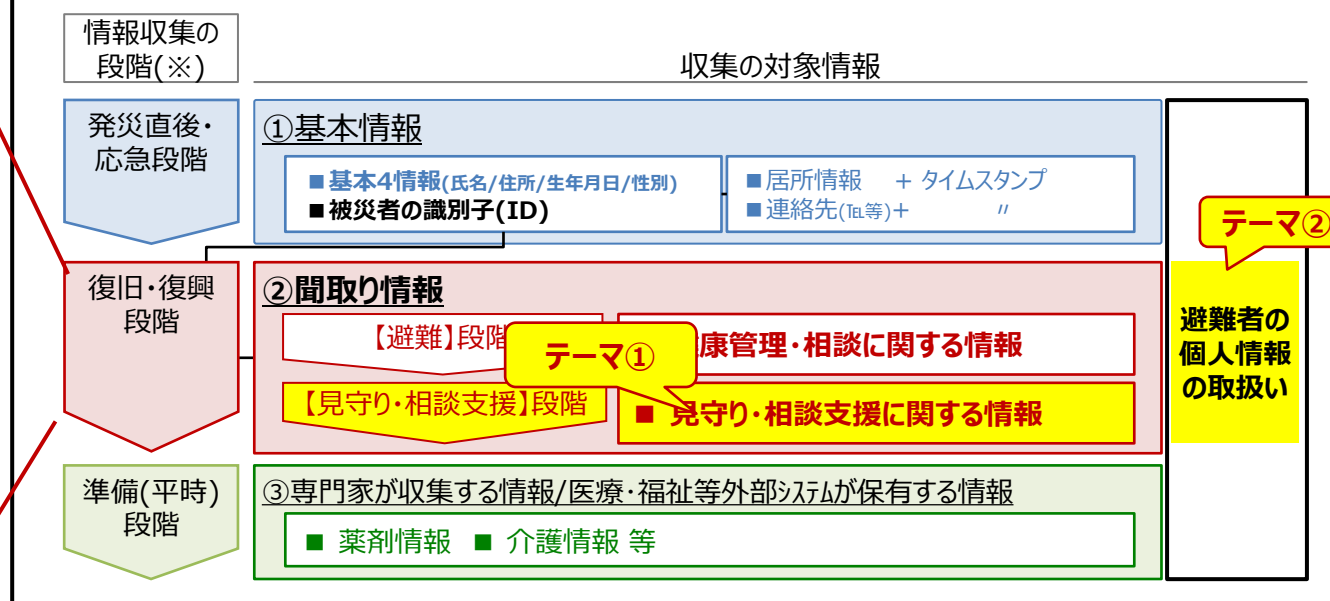 情報収集の
段階(※)
収集の対象情報
発災直後・
応急段階
①基本情報
■基本4情報(氏名/住所/生年月日/性別)
■被災者の識別子(ID)
■居所情報 + タイムスタンプ
■連絡先(℡等)+ 〃
テーマ②
復旧・復興
段階
②聞取り情報
【避難】段階
康管理・相談に関する情報
テーマ①
【見守り・相談支援】段階
■ 見守り・相談支援に関する情報
避難者の
個人情報
の取扱い
準備(平時)
段階
③専門家が収集する情報/医療・福祉等外部ｼｽﾃﾑが保有する情報
■ 薬剤情報 ■ 介護情報 等